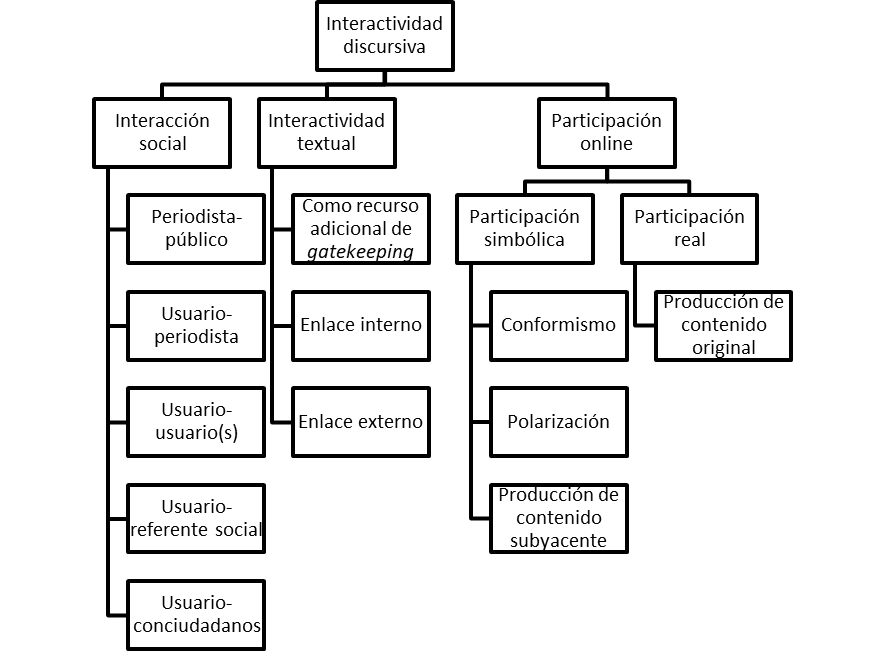 Interactividad
discursiva
Interacción
social
Interactividad
textual
Participación
online
Periodista-
público
Como recurso
adicional de
gatekeeping
Participación
simbólica
Participación
real
Usuario-
periodista
Enlace interno
Conformismo
Producción de
contenido
original
Usuario-
usuario(s)
Enlace externo
Polarización
Usuario-
referente social
Producción de
contenido
subyacente
Usuario-
conciudadanos